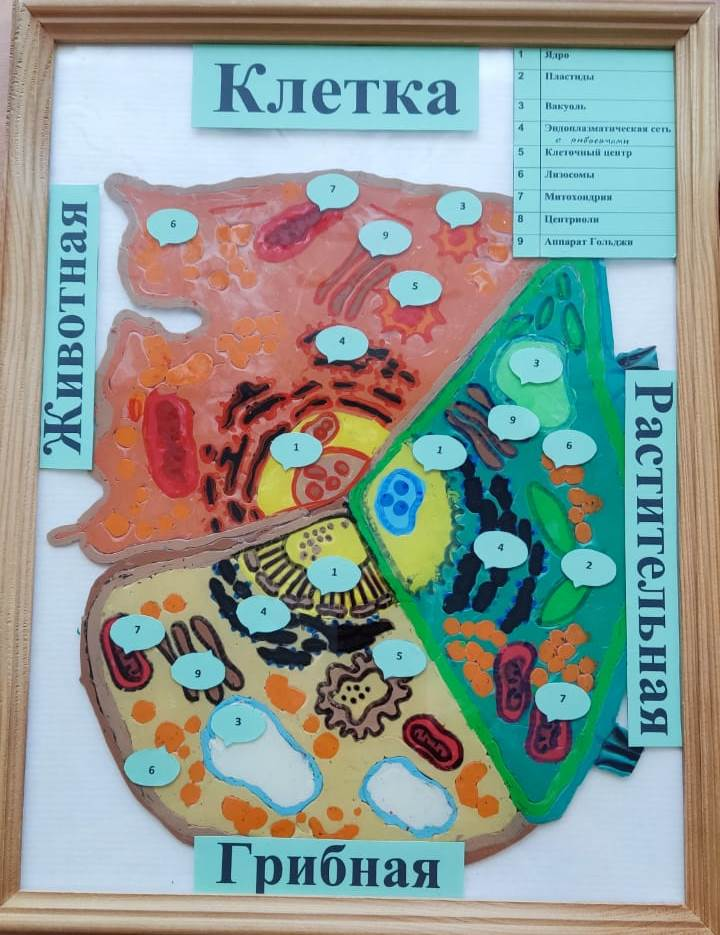 Клетка
1 Ядро
2 Пластиды
3 Вакуоль
4 Эндоплазматическая сеть
с рибосомами
5 Клеточный центр
6 Лизосомы
7 Митохондрия
8 Центриоли
9 Аппарат Гольджи
Животная
6
7
3
9
5
4
1
Растительная
3
9
1
6
4
2
7
1
4
7
5
9
3
6
Грибная